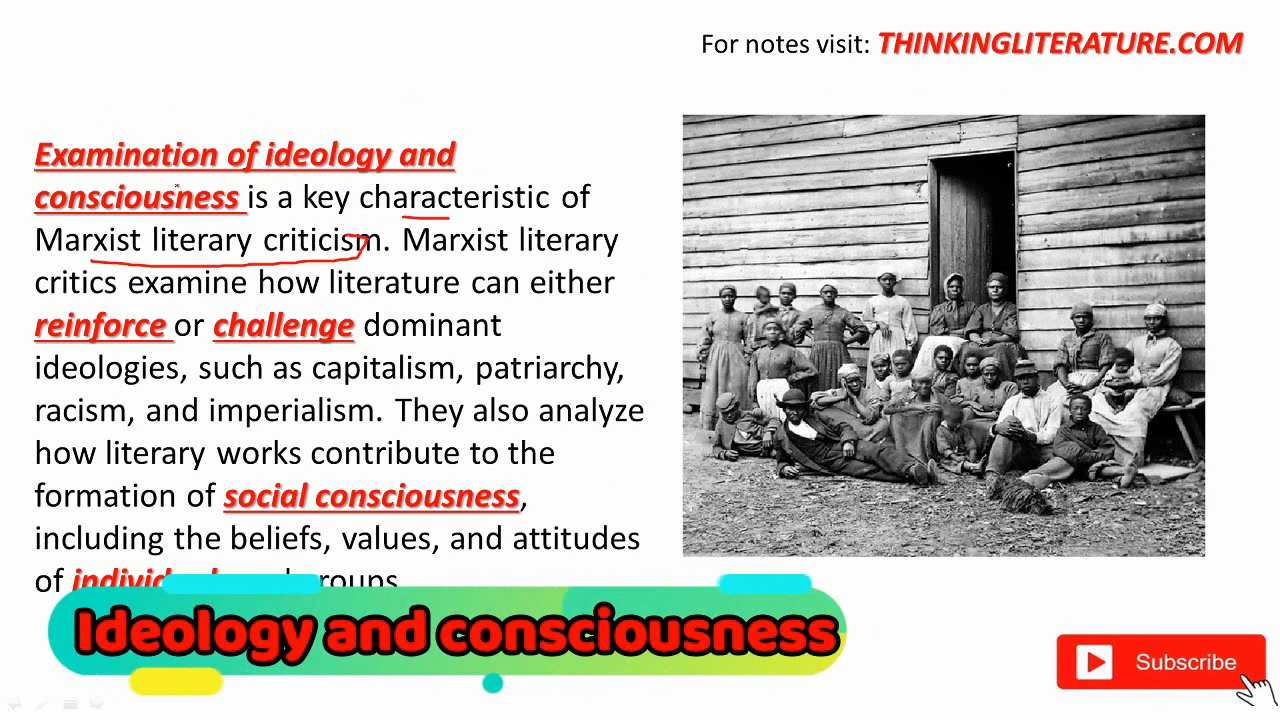 For notes visit: THINKINGLITERATURE.COM
Examination of ideology and
consciousness is a key characteristic of
Marxist literary criticism. Marxist literary
critics examine how literature can either
reinforce or challenge dominant
ideologies, such as capitalism, patriarchy,
racism, and imperialism. They also analyze
how literary works contribute to the
formation of social consciousness,
including the beliefs, values, and attitudes
of
Ideology and consciousness
Subscribe